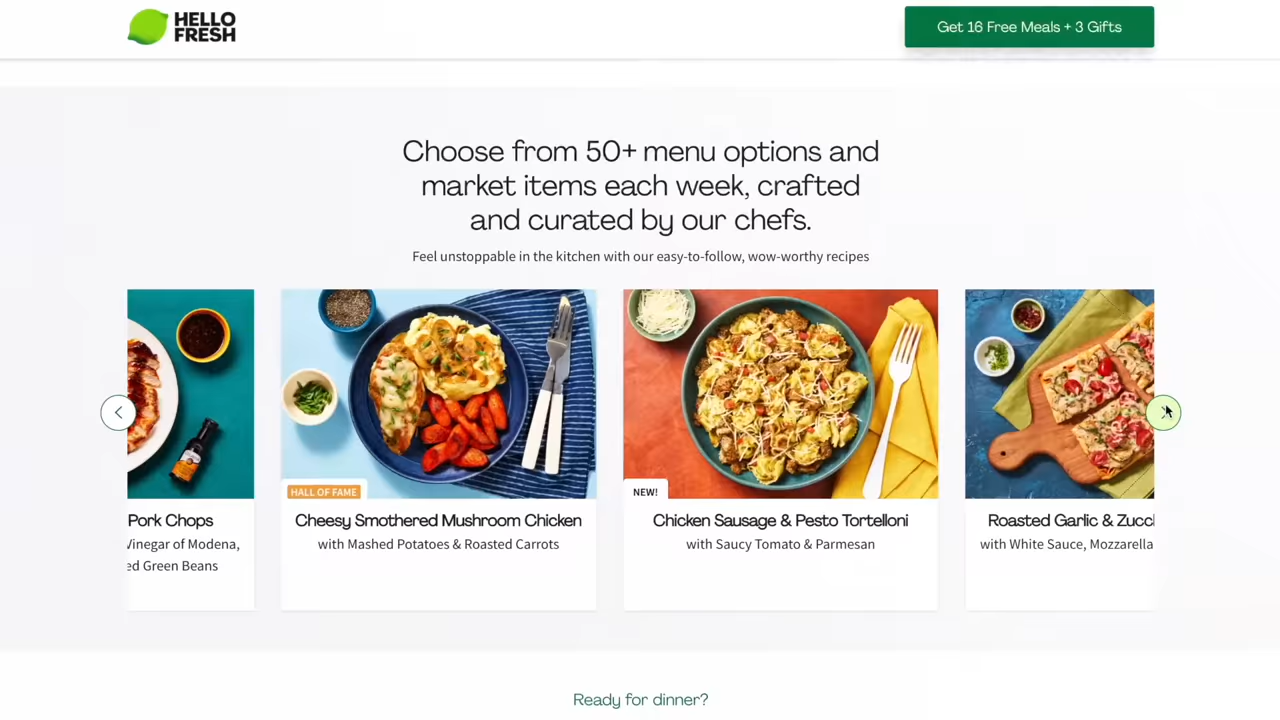 HELLO
FRESH
Get 16 Free Meals + 3 Gifts
Choose from 50+ menu options and
market items each week, crafted
and curated by our chefs.
Feel unstoppable in the kitchen with our easy-to-follow, wow-worthy recipes
Pork Chops
Vinegar of Modena,
ed Green Beans
HALL OF FAME
Cheesy Smothered Mushroom Chicken
with Mashed Potatoes & Roasted Carrots
NEW!
Chicken Sausage & Pesto Tortelloni
with Saucy Tomato & Parmesan
Roasted Garlic & Zucc
with White Sauce, Mozzarella
Ready for dinner?